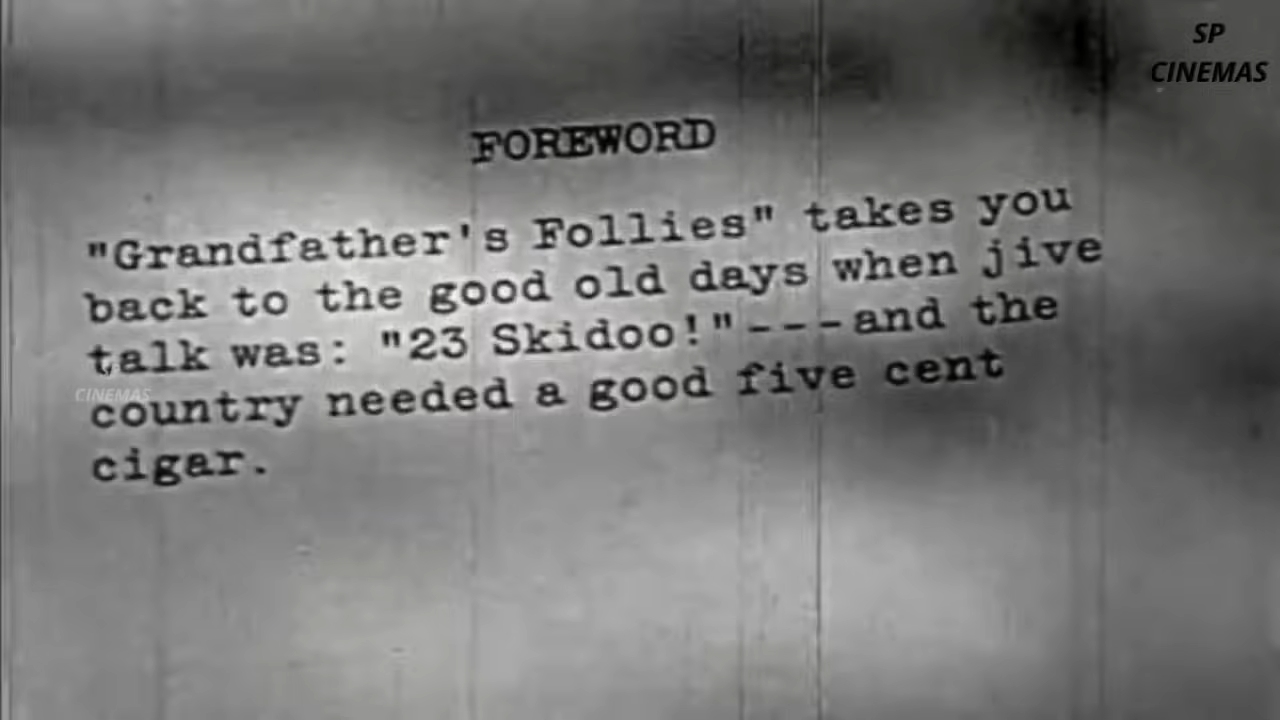 SP
CINEMAS
FOREWORD
"Grandfather's Follies" takes you
back to the good old days when jive
talk was: "23 Skidoo!"---and the
country needed a good five cent
cigar.
CINEMAS